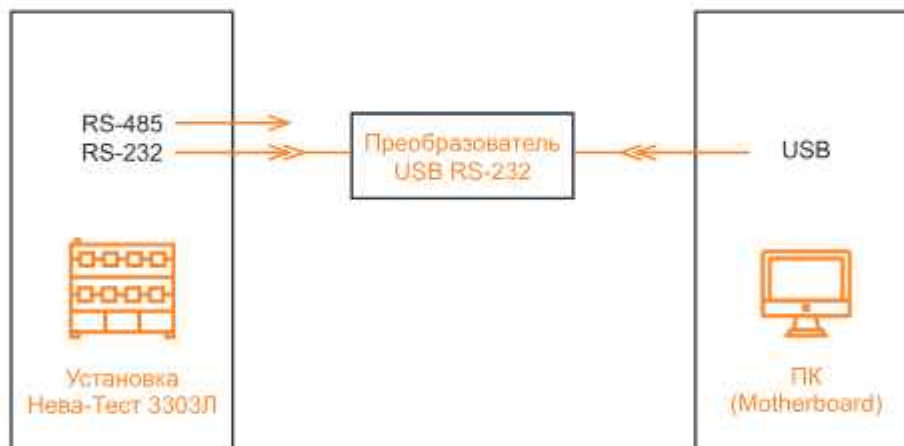 RS-485
RS-232
Преобразователь
USB RS-232
USB
Установка
Нева-Тест 3303Л
ПК
(Motherboard)